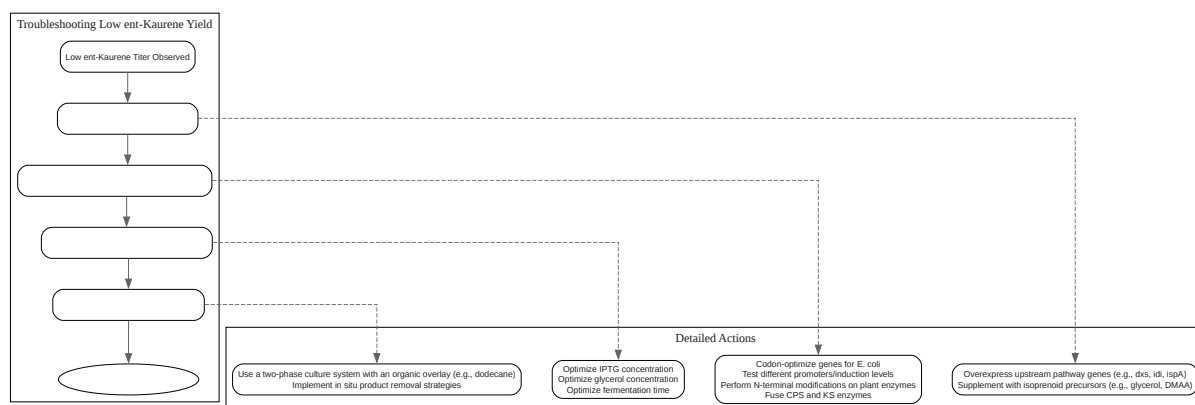 Troubleshooting Low ent-Kaurene Yield
Low ent-Kaurene Titer Observed
Detailed Actions
Use a two-phase culture system with an organic overlay (e.g., dodecane)
Implement in situ product removal strategies
Optimize IPTG concentration
Optimize glycerol concentration
Optimize fermentation time
Codon-optimize genes for E. coli
Test different promoters/induction levels
Perform N-terminal modifications on plant enzymes
Fuse CPS and KS enzymes
Overexpress upstream pathway genes (e.g., dxs, idi, ispA)
Supplement with isoprenoid precursors (e.g., glycerol, DMAA)